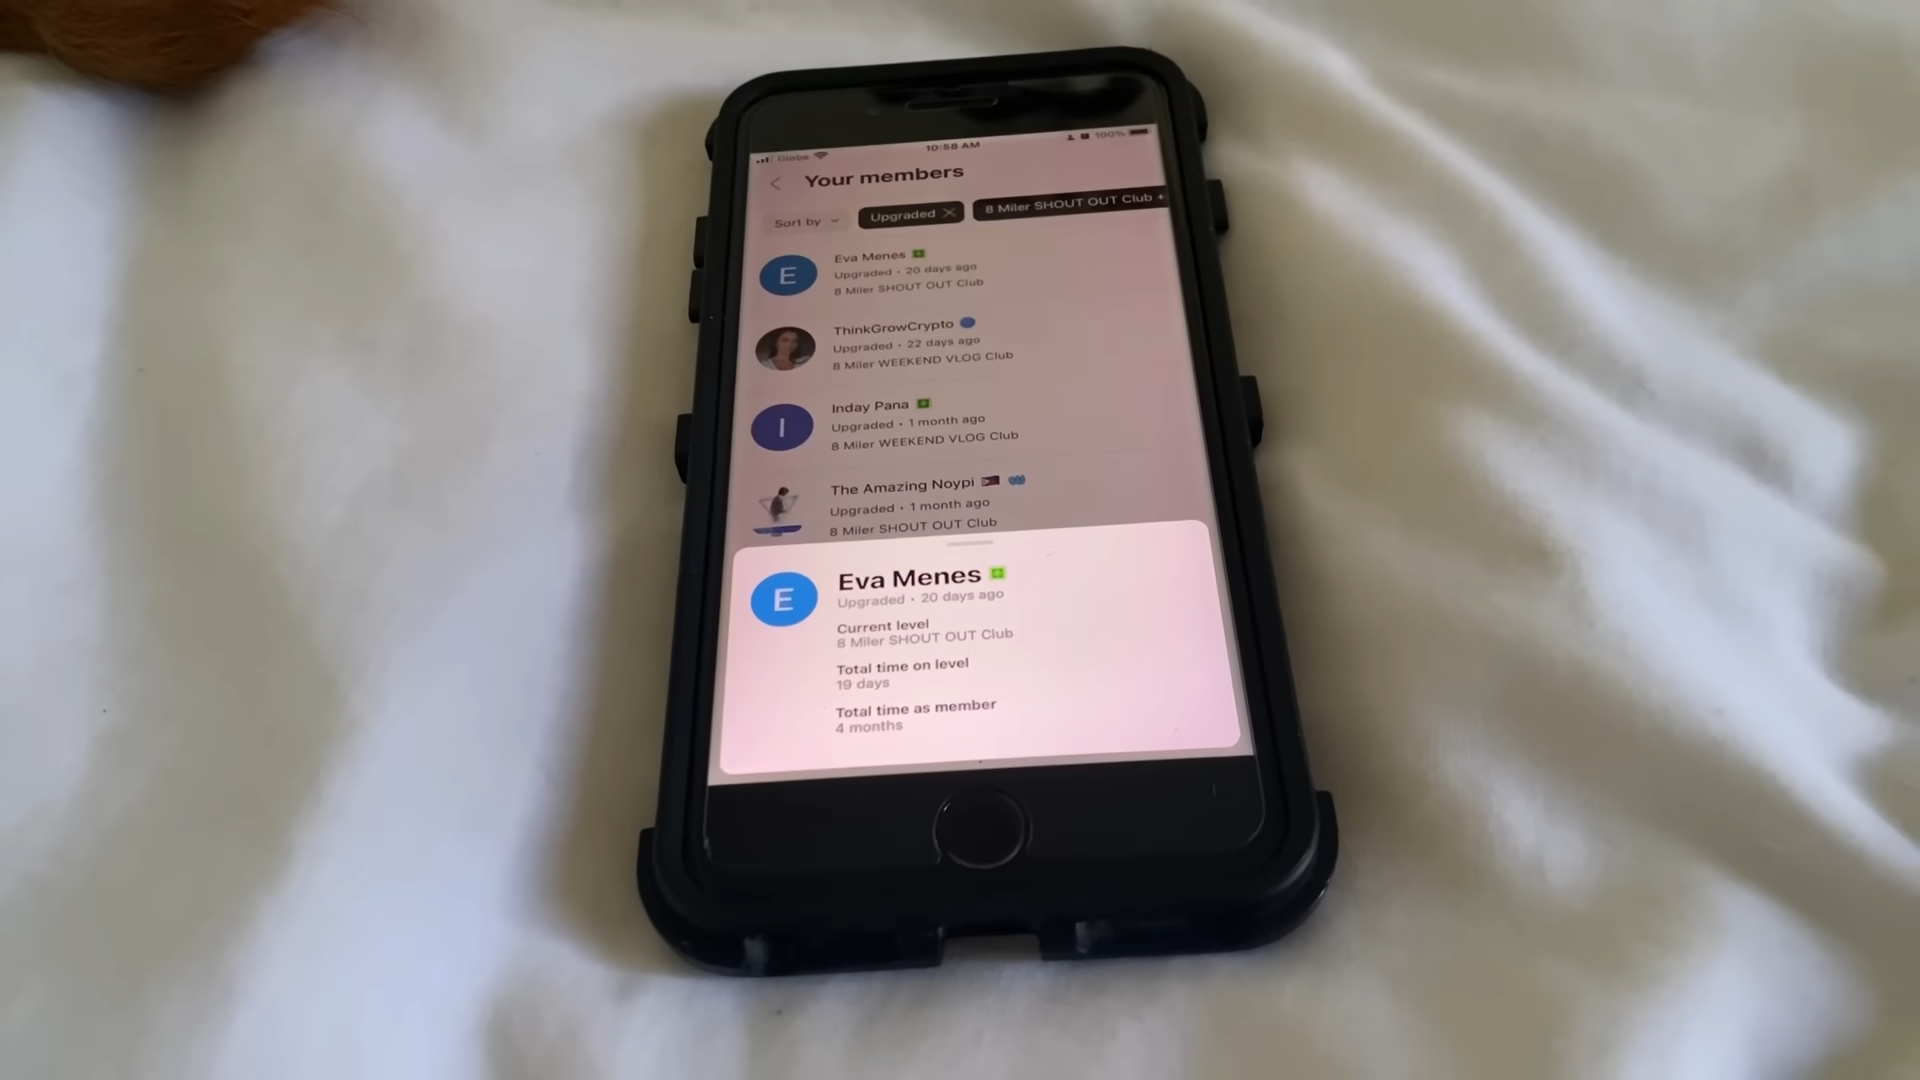 Globe 10:58 AM 100%
Your members
Sort by Upgraded 8 Miler SHOUT OUT Club +
E
Eva Menes
Upgraded • 20 days ago
8 Miler SHOUT OUT Club
ThinkGrowCrypto
Upgraded • 22 days ago
8 Miler WEEKEND VLOG Club
I
Inday Pana
Upgraded • 1 month ago
8 Miler WEEKEND VLOG Club
The Amazing Noypi
Upgraded • 1 month ago
8 Miler SHOUT OUT Club
E
Eva Menes
Upgraded • 20 days ago
Current level
8 Miler SHOUT OUT Club
Total time on level
19 days
Total time as member
4 months